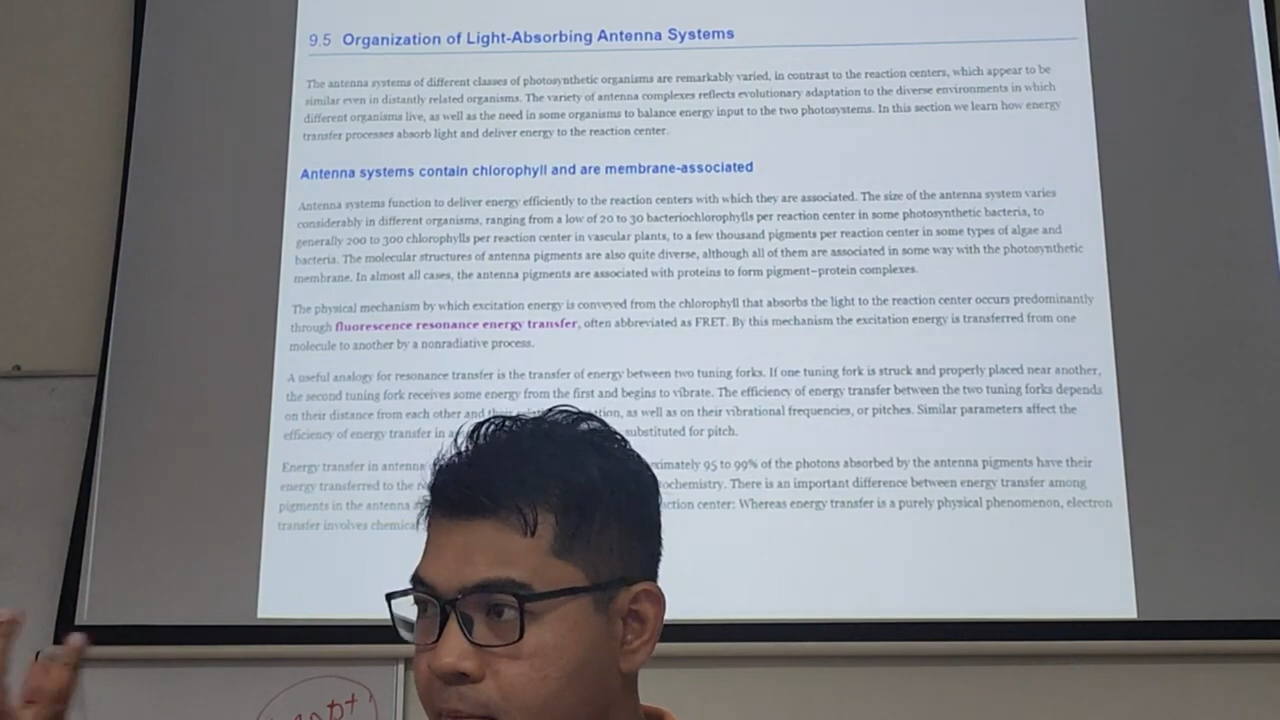 9.5 Organization of Light-Absorbing Antenna Systems
The antenna systems of different classes of photosynthetic organisms are remarkably varied, in contrast to the reaction centers, which appear to be
similar even in distantly related organisms. The variety of antenna complexes reflects evolutionary adaptation to the diverse environments in which
different organisms live, as well as the need in some organisms to balance energy input to the two photosystems. In this section we learn how energy
transfer processes absorb light and deliver energy to the reaction center.
Antenna systems contain chlorophyll and are membrane-associated
Antenna systems function to deliver energy efficiently to the reaction centers with which they are associated. The size of the antenna system varies
considerably in different organisms, ranging from a low of 20 to 30 bacteriochlorophylls per reaction center in some photosynthetic bacteria, to
generally 200 to 300 chlorophylls per reaction center in vascular plants, to a few thousand pigments per reaction center in some types of algae and
bacteria. The molecular structures of antenna pigments are also quite diverse, although all of them are associated in some way with the photosynthetic
membrane. In almost all cases, the antenna pigments are associated with proteins to form pigment–protein complexes.
The physical mechanism by which excitation energy is conveyed from the chlorophyll that absorbs the light to the reaction center occurs predominantly
through fluorescence resonance energy transfer, often abbreviated as FRET. By this mechanism the excitation energy is transferred from one
molecule to another by a nonradiative process.
A useful analogy for resonance transfer is the transfer of energy between two tuning forks. If one tuning fork is struck and properly placed near another,
the second tuning fork receives some energy from the first and begins to vibrate. The efficiency of energy transfer between the two tuning forks depends
on their distance from each other and as well as on their vibrational frequencies, or pitches. Similar parameters affect the
efficiency of energy transfer in substituted for pitch.
Energy transfer in antenna 95 to 99% of the photons absorbed by the antenna pigments have their
energy transferred to the There is an important difference between energy transfer among
pigments in the antenna center: Whereas energy transfer is a purely physical phenomenon, electron
transfer involves